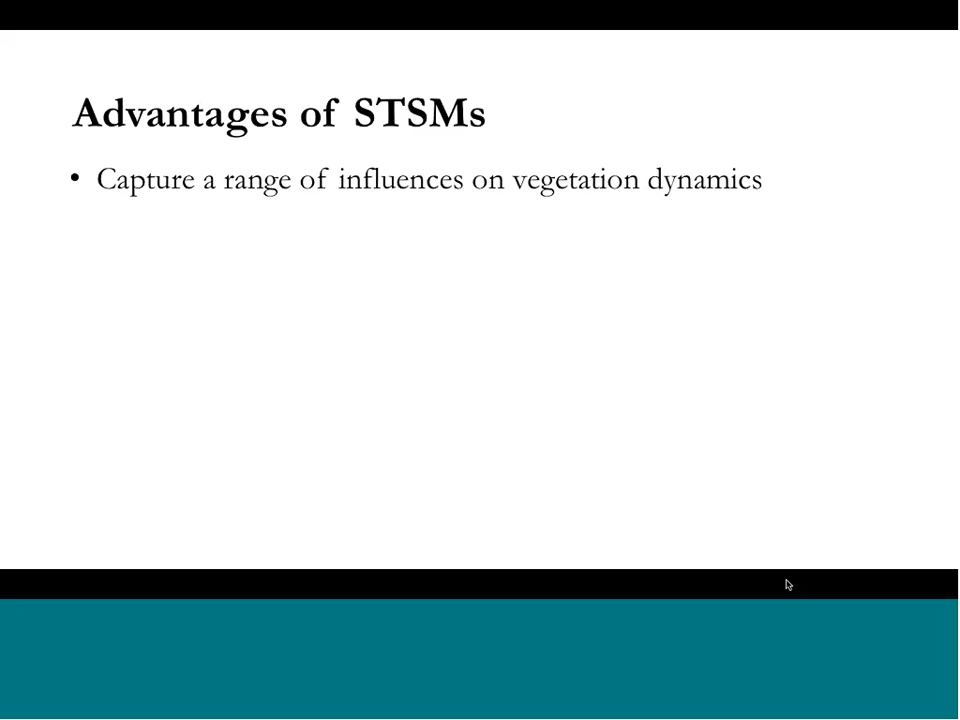 Advantages of STSMs
• Capture a range of influences on vegetation dynamics